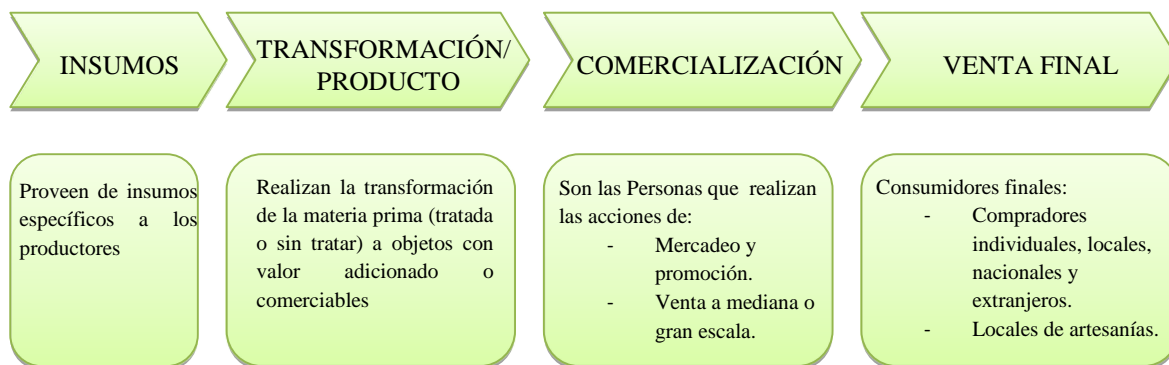 INSUMOS
TRANSFORMACIÓN/
PRODUCTO
COMERCIALIZACIÓN
VENTA FINAL
Proveen de insumos
específicos a los
productores
Realizan la transformación
de la materia prima (tratada
o sin tratar) a objetos con
valor adicionado o
comerciables
Son las Personas que realizan
las acciones de:
- Mercadeo y
promoción.
- Venta a mediana o
gran escala.
Consumidores finales:
- Compradores
individuales, locales,
nacionales y
extranjeros.
- Locales de artesanías.